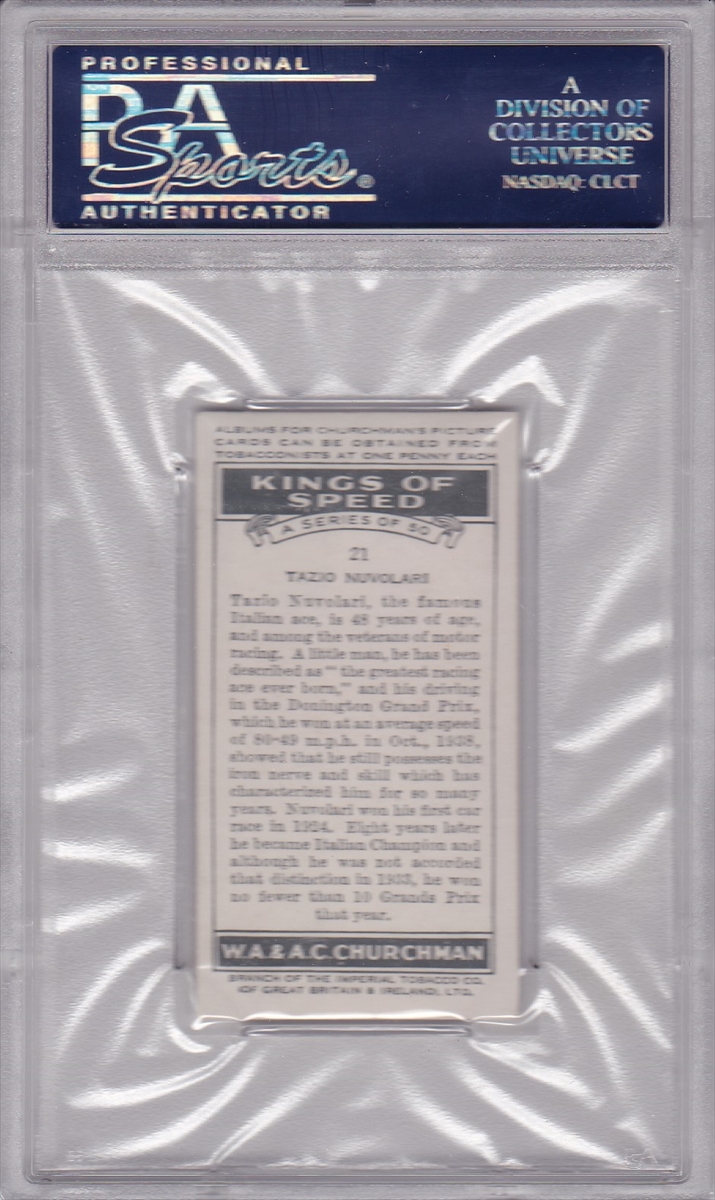 PROFESSIONAL
PSA
Sports®
AUTHENTICATOR
A
DIVISION OF
COLLECTORS
UNIVERSE
NASDAQ: CLCT
ALBUMS FOR CHURCHMAN'S PICTURE
CARDS CAN BE OBTAINED FROM
TOBACCONISTS AT ONE PENNY EACH
KINGS OF
SPEED
A SERIES OF 50
21
TAZIO NUVOLARI
Tazio Nuvolari, the famous
Italian ace, is 48 years of age,
and among the veterans of motor
racing. A little man, he has been
described as "the greatest racing
ace ever born," and his driving
in the Donington Grand Prix,
which he won at an average speed
of 80·49 m.p.h. in Oct., 1938,
showed that he still possesses the
iron nerve and skill which has
characterized him for so many
years. Nuvolari won his first car
race in 1924. Eight years later
he became Italian Champion and
although he was not accorded
that distinction in 1933, he won
no fewer than 10 Grands Prix
that year.
W.A. & A.C. CHURCHMAN
BRANCH OF THE IMPERIAL TOBACCO CO.
(OF GREAT BRITAIN & IRELAND), LTD.